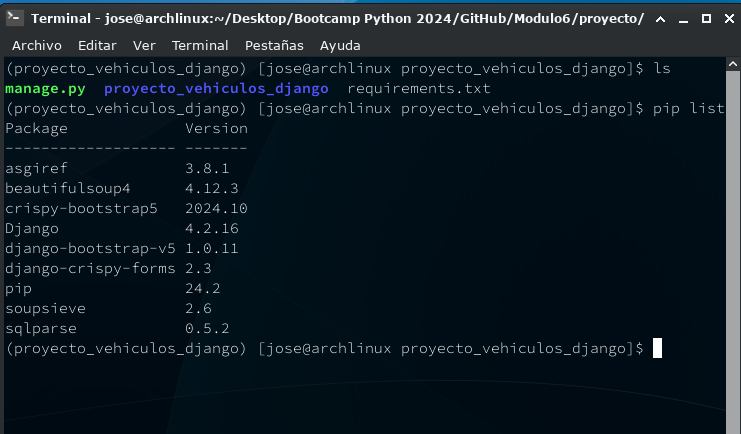 Terminal - jose@archlinux:~/Desktop/Bootcamp Python 2024/GitHub/Modulo6/proyecto/
Archivo Editar Ver Terminal Pestañas Ayuda
(proyecto_vehiculos_django) [jose@archlinux proyecto_vehiculos_django]$ ls
manage.py  proyecto_vehiculos_django  requirements.txt
(proyecto_vehiculos_django) [jose@archlinux proyecto_vehiculos_django]$ pip list
Package             Version
------------------- -------
asgiref             3.8.1
beautifulsoup4      4.12.3
crispy-bootstrap5   2024.10
Django              4.2.16
django-bootstrap-v5 1.0.11
django-crispy-forms 2.3
pip                 24.2
soupsieve           2.6
sqlparse            0.5.2
(proyecto_vehiculos_django) [jose@archlinux proyecto_vehiculos_django]$